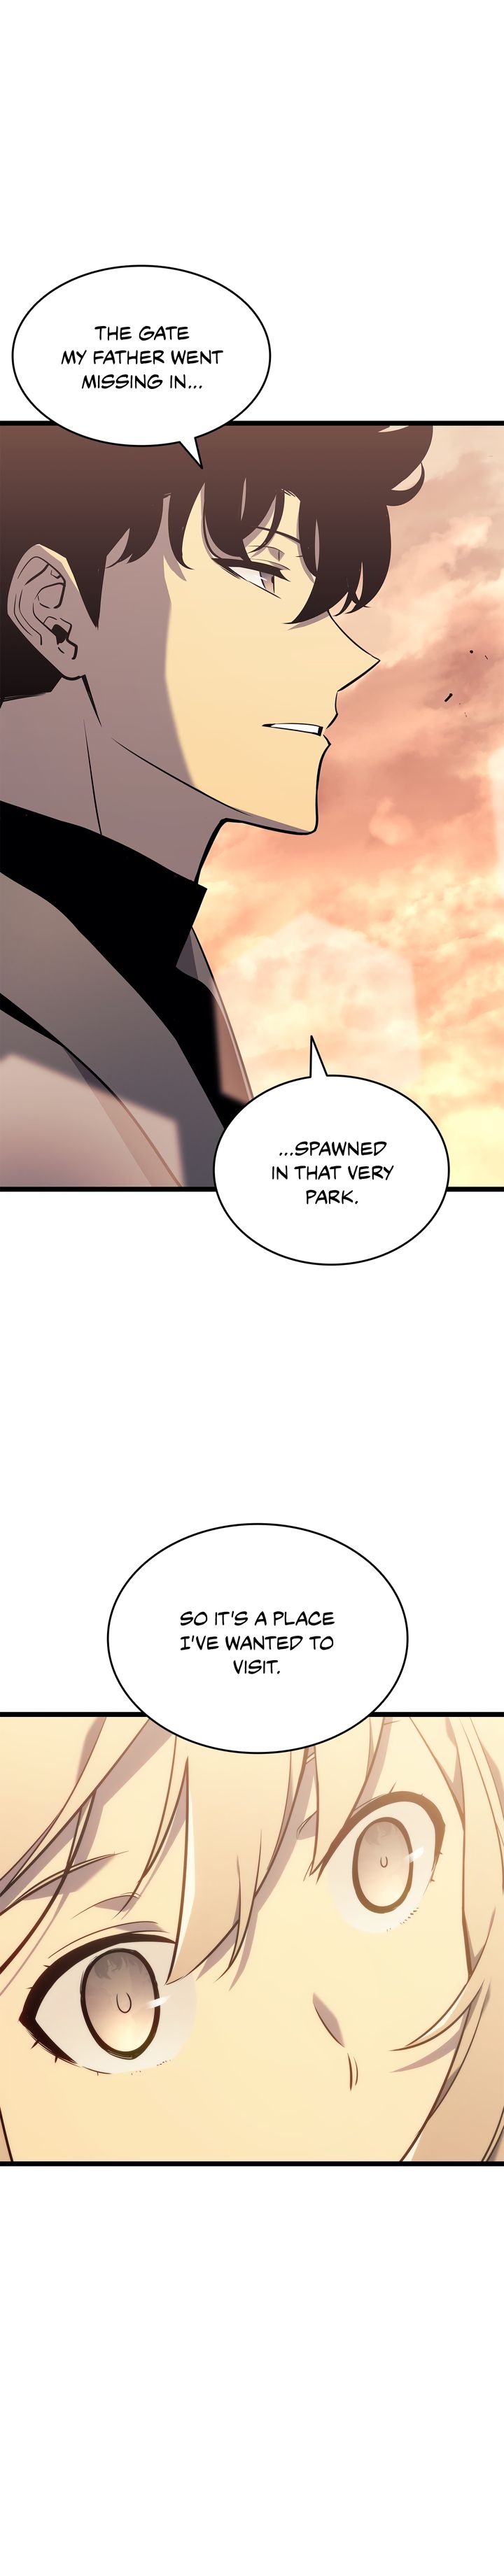 THE GATE
MY FATHER WENT
MISSING IN...
...SPAWNED
IN THAT VERY
PARK.
SO IT'S A PLACE
I'VE WANTED TO
VISIT.